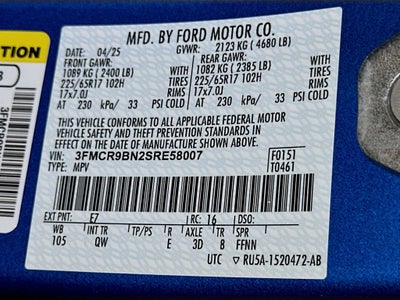 MFD. BY FORD MOTOR CO.
DATE: 04/25 GVWR: 2123 KG ( 4680 LB)
FRONT GAWR: REAR GAWR:
1089 KG ( 2400 LB) WITH 1082 KG ( 2385 LB) WITH
225/65R17 102H TIRES 225/65R17 102H TIRES
17x7.0J RIMS 17x7.0J RIMS
AT 230 kPa/ 33 PSI COLD AT 230 kPa/ 33 PSI COLD
THIS VEHICLE CONFORMS TO ALL APPLICABLE FEDERAL MOTOR
VEHICLE SAFETY AND THEFT PREVENTION STANDARDS IN
EFFECT ON THE DATE OF MANUFACTURE SHOWN ABOVE.
VIN: 3FMCR9BN2SRE58007 F0151
TYPE: MPV T0461
EXT PNT: E7 RC: 16
WB INT TR TP/PS R AXLE TR SPR
105 QW E 3D 8 FFNN
UTC ▽ RU5A-1520472-AB